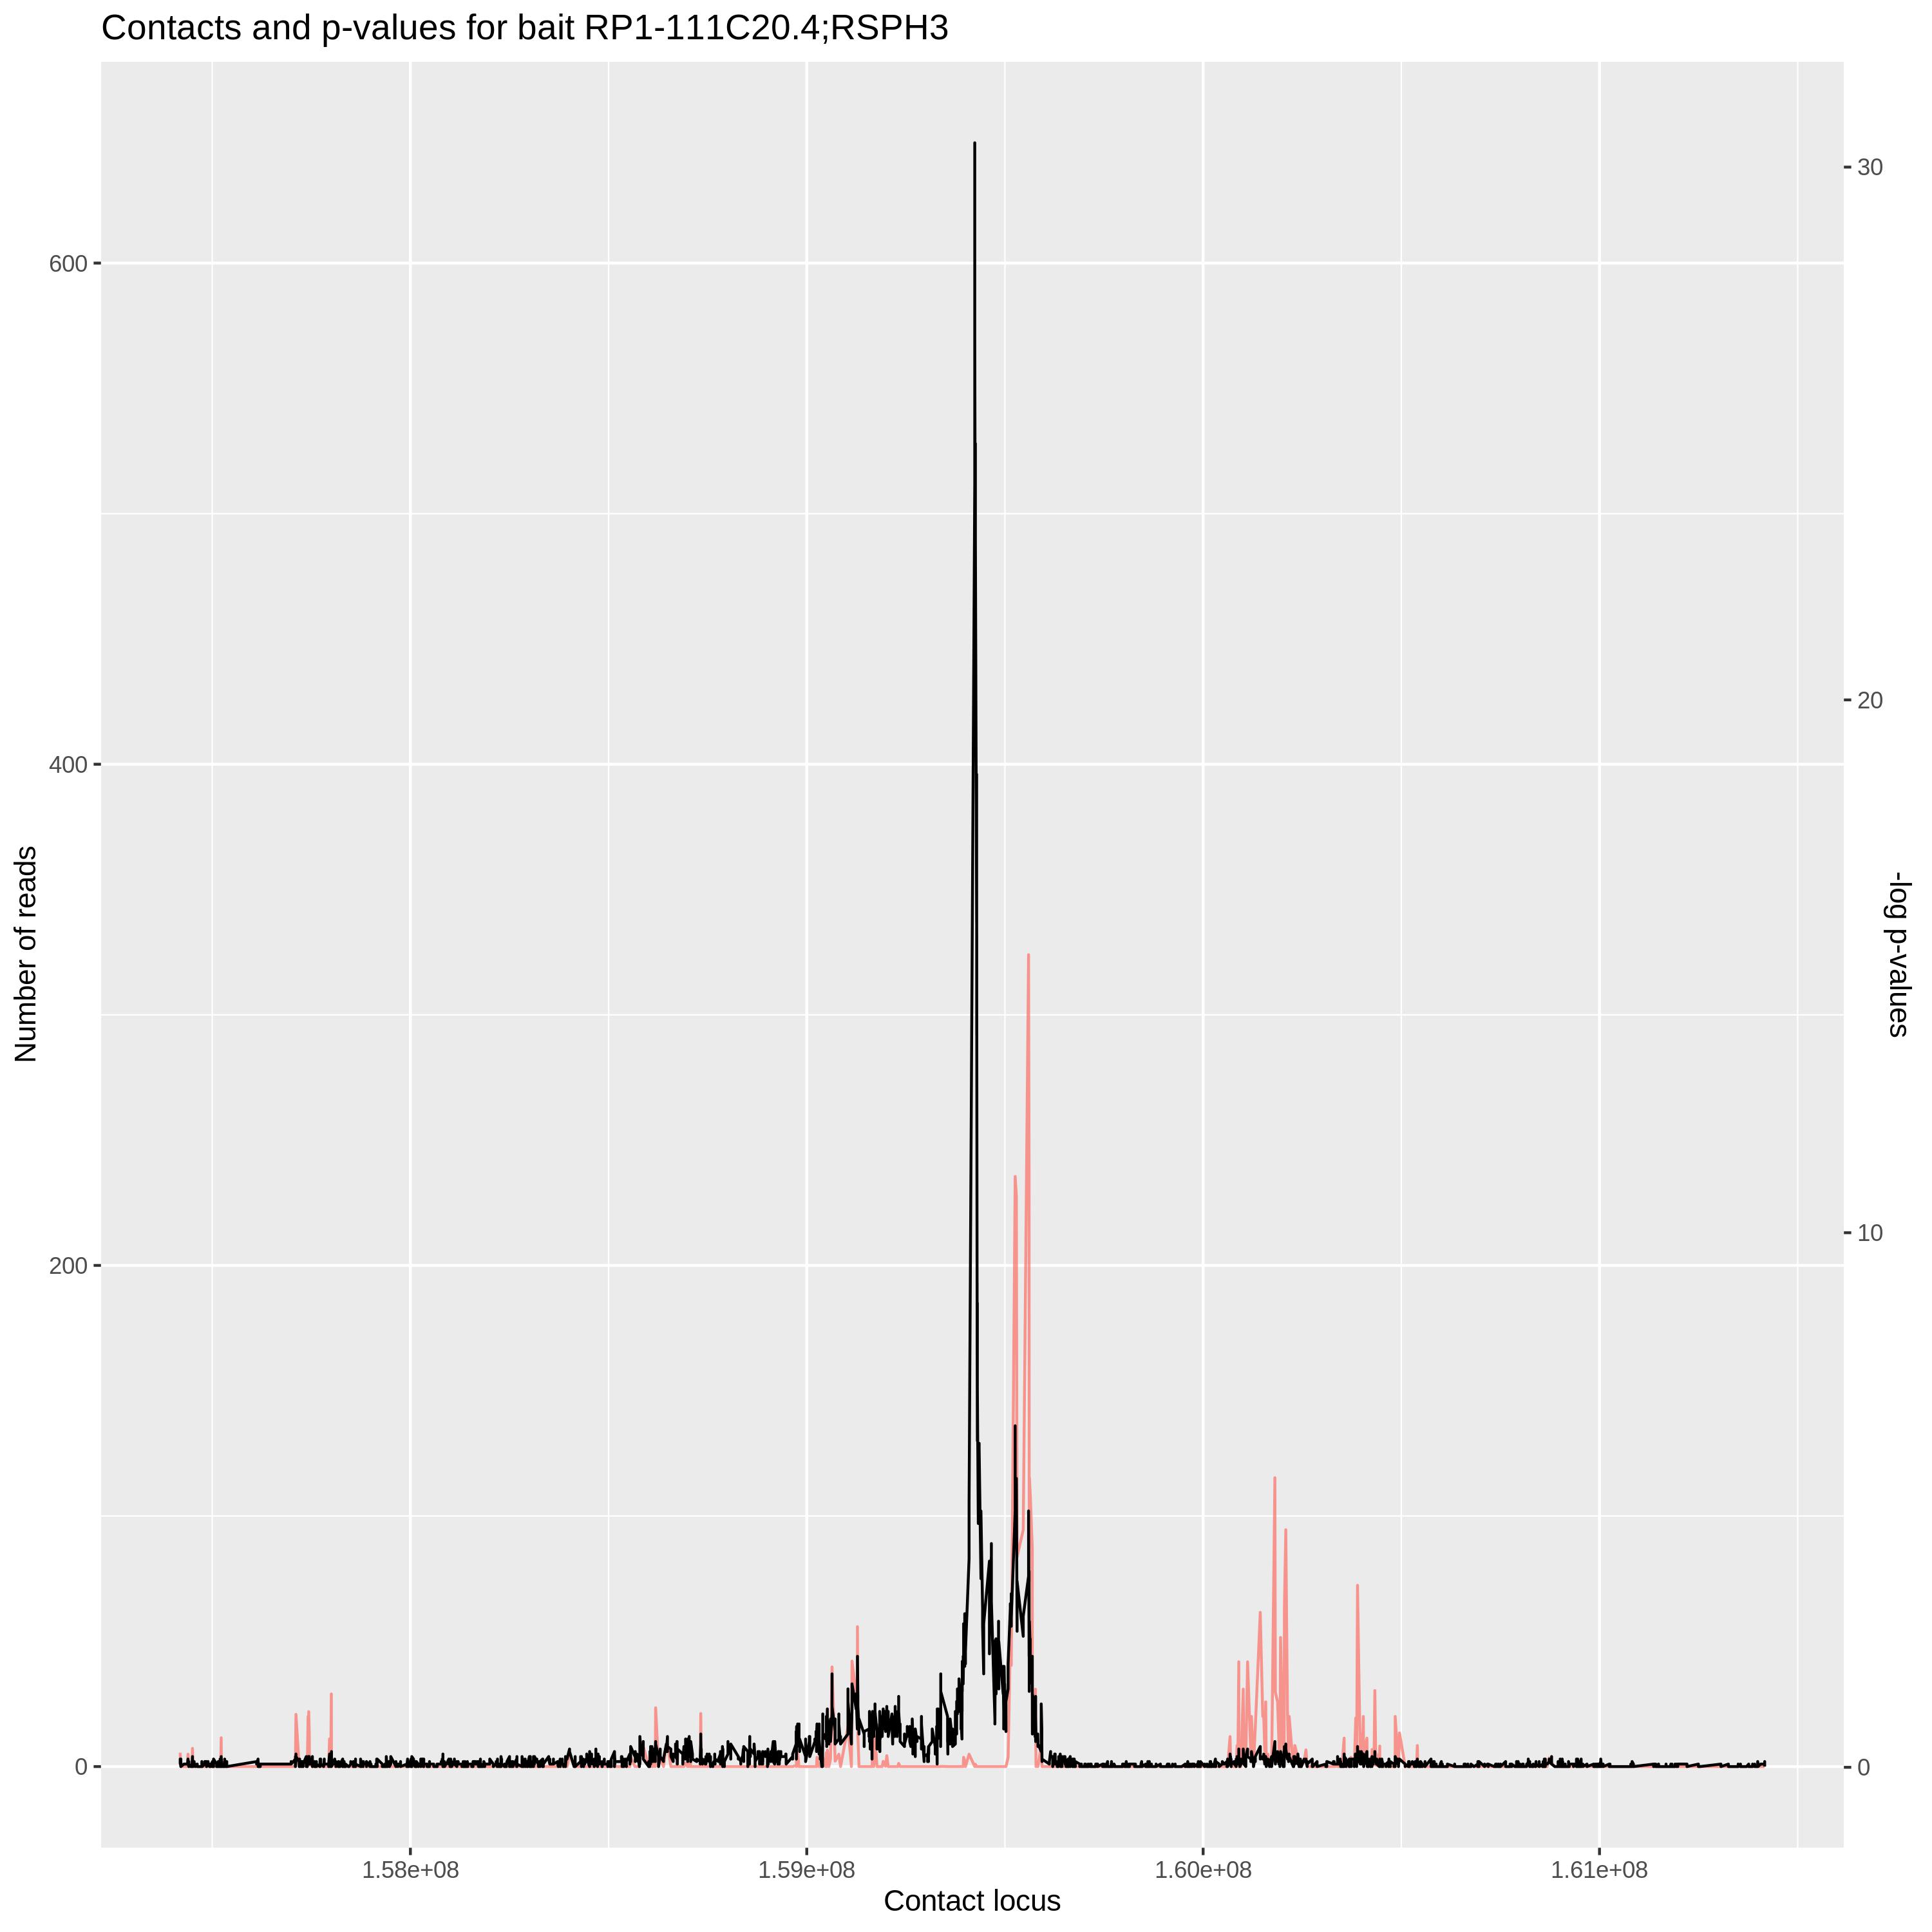 Contacts and p-values for bait RP1-111C20.4;RSPH3
600
400
200
0
30
20
10
0
Number of reads
-log p-values
1.58e+08
1.59e+08
1.60e+08
1.61e+08
Contact locus